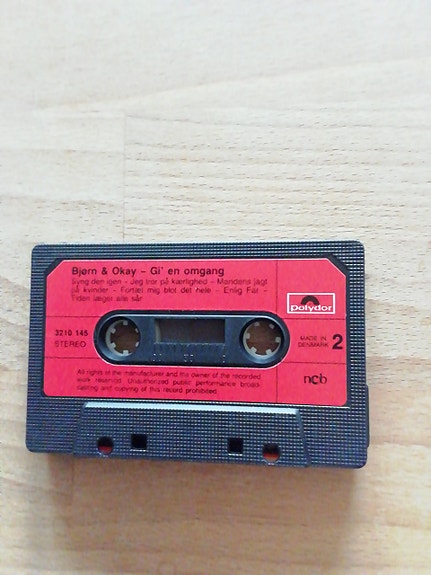 Bjørn & Okay – Gi' en omgang
Syng den igen – Jeg tror på kærlighed – Mandens jagt
på kvinder – Fortæl mig blot det hele – Enlig Far –
Tiden læger alle sår
polydor
3210 145
STEREO
MADE IN
DENMARK
2
All rights of the manufacturer and the owner of the recorded
work reserved. Unauthorized public performance broad-
casting and copying of this record prohibited.
ncb